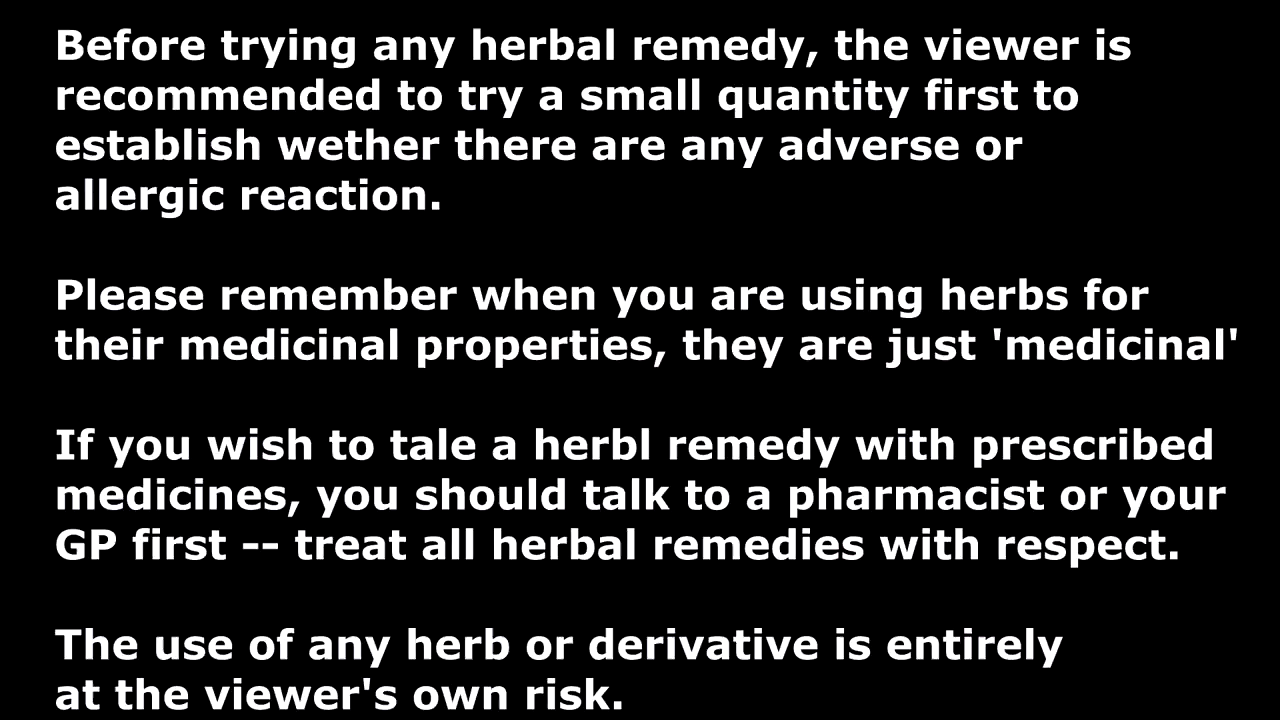 Before trying any herbal remedy, the viewer is
recommended to try a small quantity first to
establish wether there are any adverse or
allergic reaction.
Please remember when you are using herbs for
their medicinal properties, they are just 'medicinal'
If you wish to tale a herbl remedy with prescribed
medicines, you should talk to a pharmacist or your
GP first -- treat all herbal remedies with respect.
The use of any herb or derivative is entirely
at the viewer's own risk.